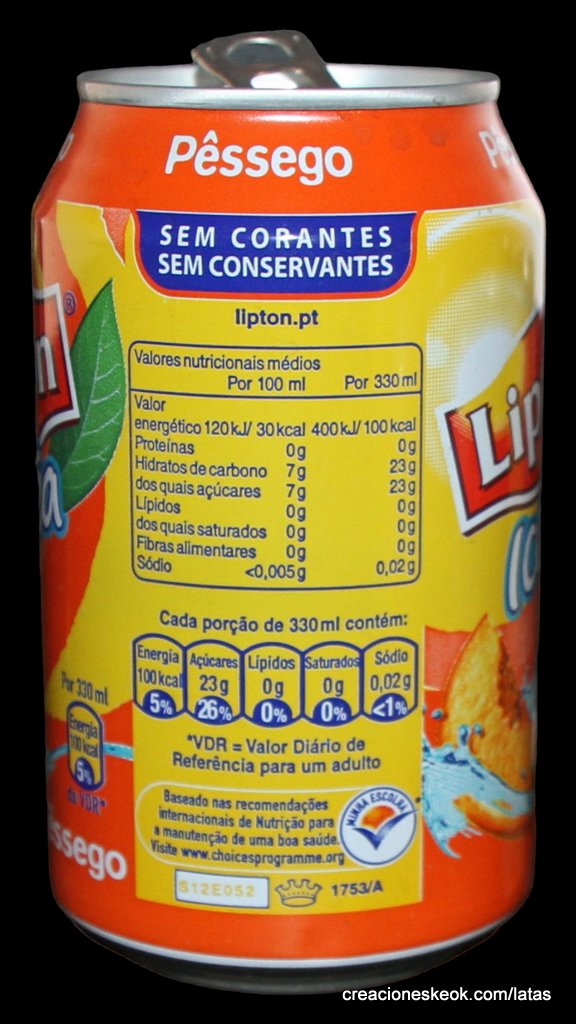 Pêssego
SEM CORANTES
SEM CONSERVANTES
lipton.pt
Valores nutricionais médios
Por 100 ml Por 330 ml
Valor
energético 120 kJ/ 30 kcal 400 kJ/ 100 kcal
Proteínas 0g 0g
Hidratos de carbono 7g 23g
dos quais açúcares 7g 23g
Lípidos 0g 0g
dos quais saturados 0g 0g
Fibras alimentares 0g 0g
Sódio <0,005g 0,02g
Cada porção de 330 ml contém:
Energia Açúcares Lípidos Saturados Sódio
100 kcal 23 g 0g 0g 0,02g
5% 26% 0% 0% <1%
*VDR = Valor Diário de
Referência para um adulto
Baseado nas recomendações
internacionais de Nutrição para
a manutenção de uma boa saúde.
Visite www.choicesprogramme.org
MINHA ESCOLHA
S12E052 1753/A
Por 330 ml
Energia
100 kcal
5%
do VDR*
ssego
Lip
creacioneskeok.com/latas